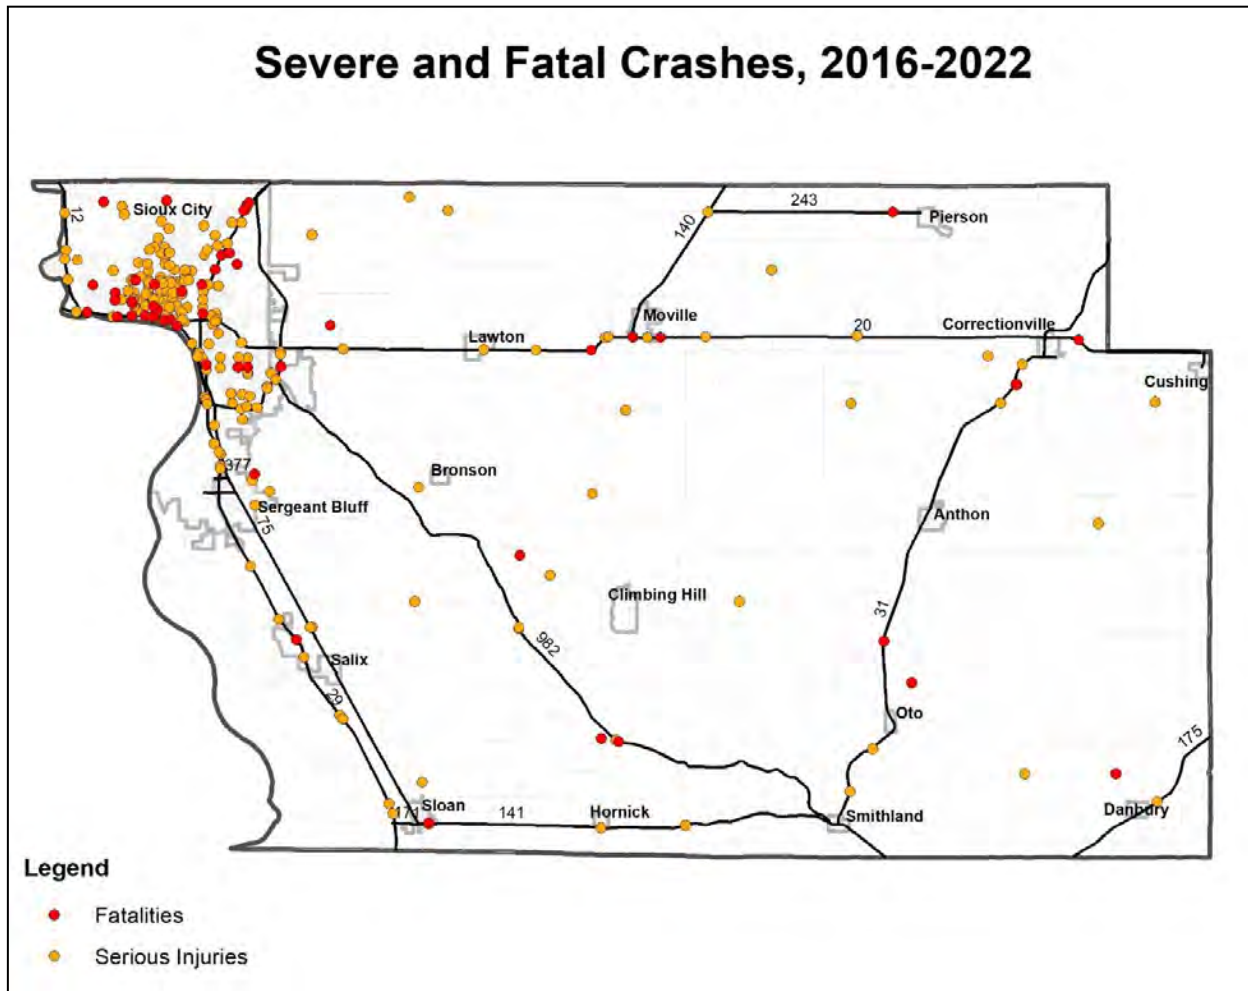 Severe and Fatal Crashes, 2016-2022
12
Sioux City
243
Pierson
140
Moville
Lawton
20
Correctionville
Cushing
377
Bronson
Sergeant Bluff
75
Anthon
Climbing Hill
31
982
Salix
29
Oto
175
Sloan
171
141
Hornick
Smithland
Danbury
Legend
Fatalities
Serious Injuries